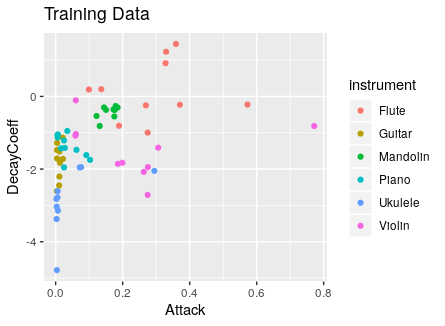 Training Data
DecayCoeff
0
-2
-4
0.0 0.2 0.4 0.6 0.8
Attack
instrument
Flute
Guitar
Mandolin
Piano
Ukulele
Violin